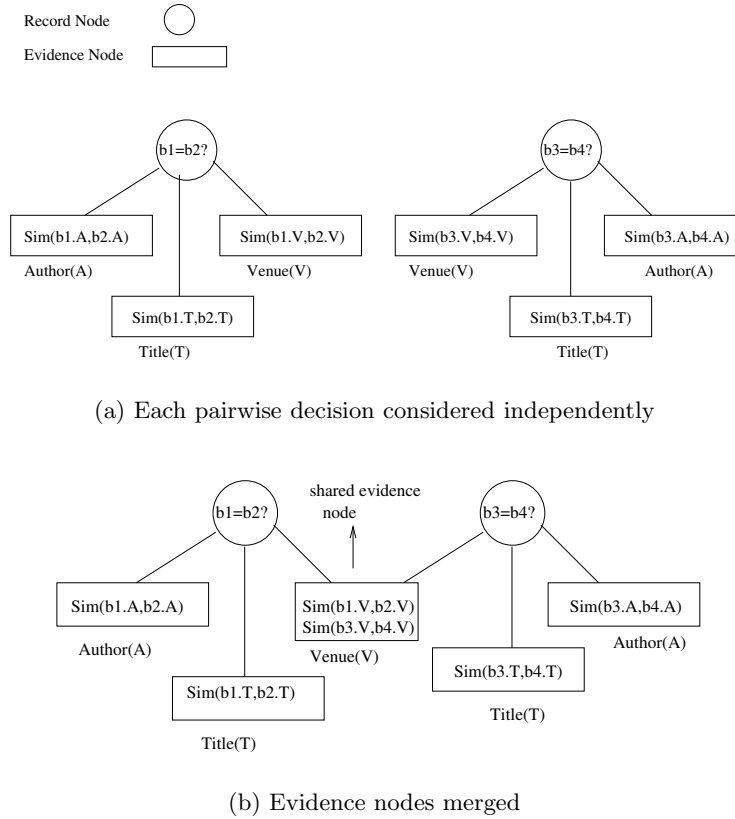 Record Node
Evidence Node
b1=b2?
b3=b4?
Sim(b1.A,b2.A)
Sim(b1.V,b2.V)
Sim(b3.V,b4.V)
Sim(b3.A,b4.A)
Author(A)
Venue(V)
Venue(V)
Author(A)
Sim(b1.T,b2.T)
Sim(b3.T,b4.T)
Title(T)
Title(T)
(a) Each pairwise decision considered independently
shared evidence
node
b1=b2?
b3=b4?
Sim(b1.A,b2.A)
Sim(b1.V,b2.V)
Sim(b3.V,b4.V)
Sim(b3.A,b4.A)
Author(A)
Venue(V)
Author(A)
Sim(b1.T,b2.T)
Sim(b3.T,b4.T)
Title(T)
Title(T)
(b) Evidence nodes merged